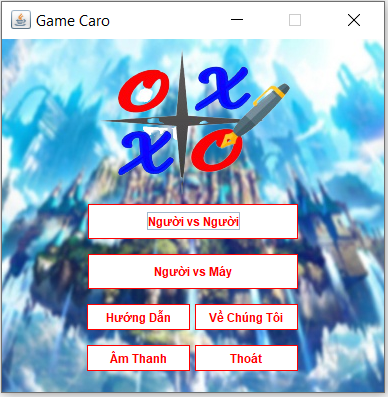 Game Caro
Người vs Người
Người vs Máy
Hướng Dẫn
Về Chúng Tôi
Âm Thanh
Thoát